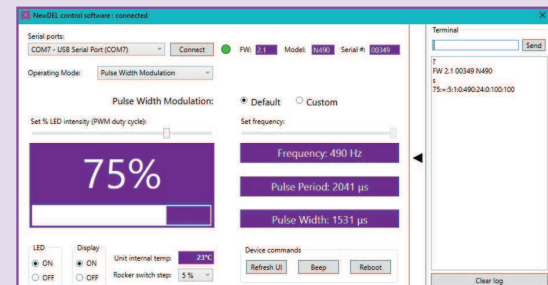 NewDEL control software : connected
Serial ports:
COM7 - USB Serial Port (COM7)
Connect
FW: 2.1 Model: N490 Serial #: 00349
Operating Mode: Pulse Width Modulation
Pulse Width Modulation: Default Custom
Set % LED intensity (PWM duty cycle):
75%
Set frequency:
Frequency: 490 Hz
Pulse Period: 2041 µs
Pulse Width: 1531 µs
LED
ON
OFF
Display
ON
OFF
Unit internal temp: 23°C
Rocker switch step: 5 %
Device commands
Refresh UI Beep Reboot
Terminal
Send
?
FW 2.1 00349 N490
s
75:+:5:1:0:490:24:0:100:100
Clear log